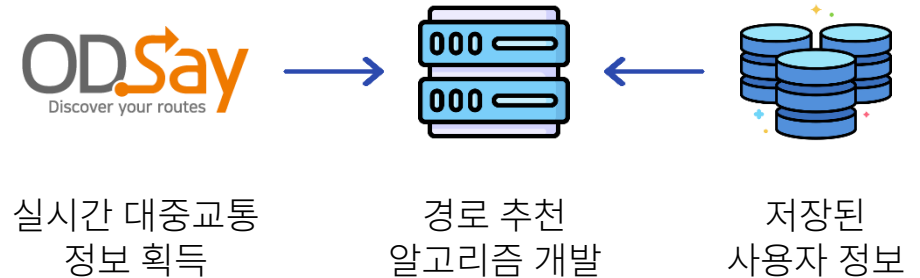 ODSay
Discover your routes
실시간 대중교통
정보 획득
경로 추천
알고리즘 개발
저장된
사용자 정보